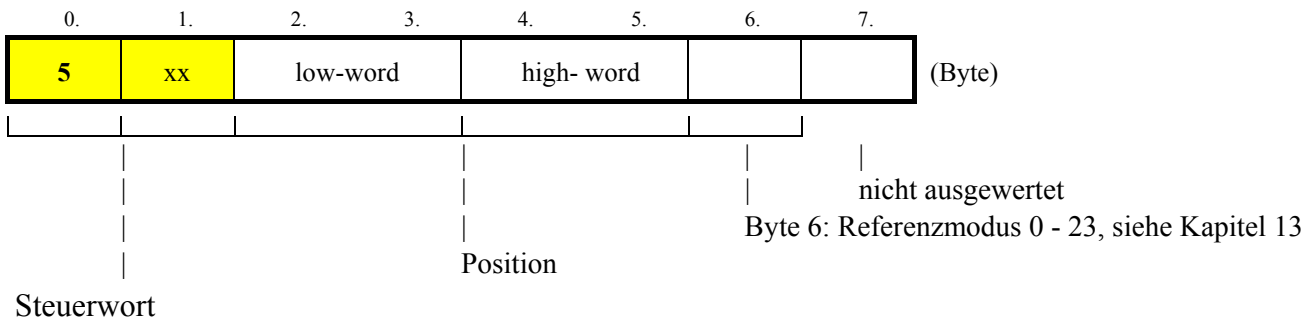 0. 1. 2. 3. 4. 5. 6. 7.
5 xx low-word high- word (Byte)
nicht ausgewertet
Byte 6: Referenzmodus 0 - 23, siehe Kapitel 13
Position
Steuerwort